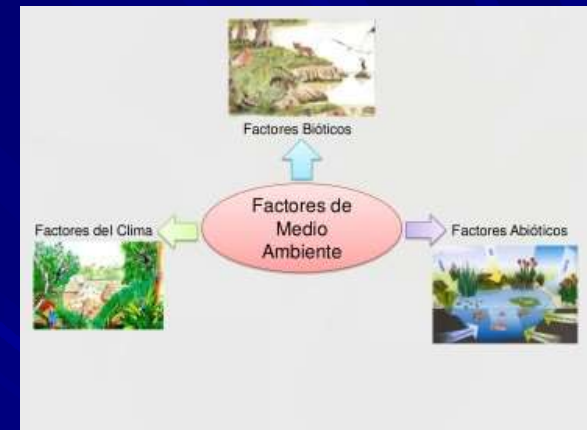 Factores Bióticos
Factores de
Medio
Ambiente
Factores del Clima
Factores Abióticos